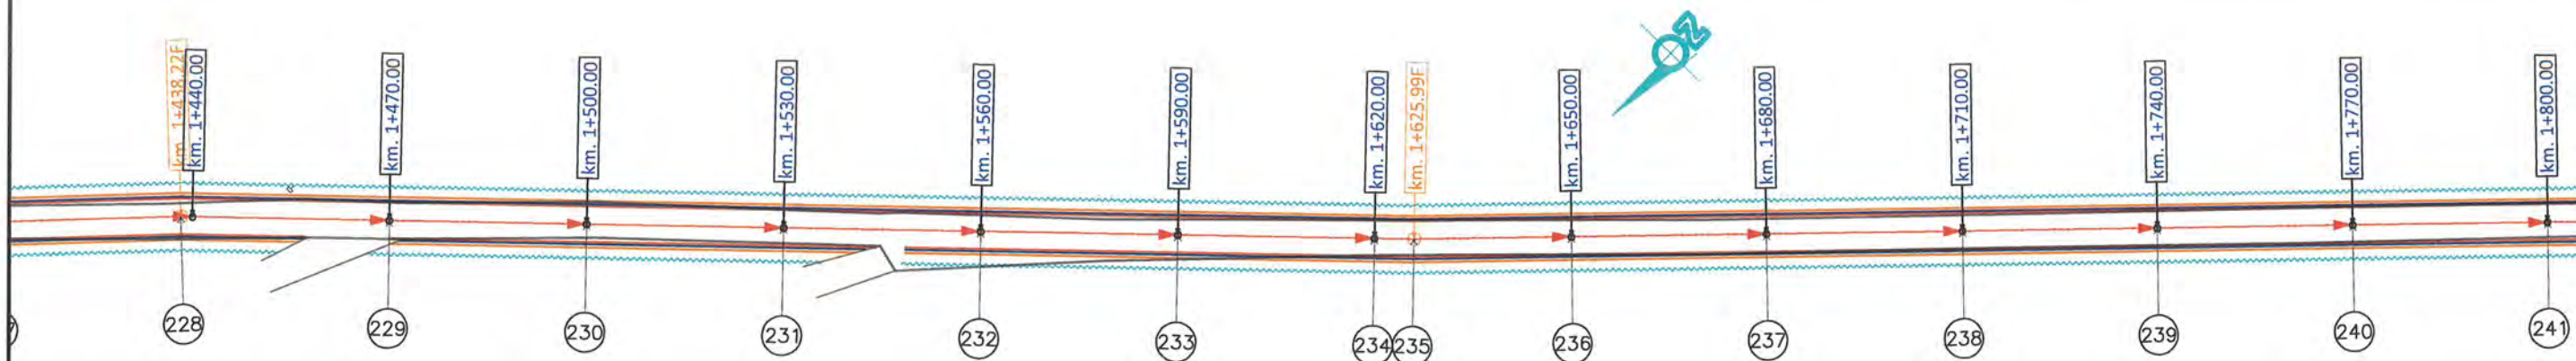 km. 1+438.22F
km. 1+440.00
km. 1+470.00
km. 1+500.00
km. 1+530.00
km. 1+560.00
km. 1+590.00
km. 1+620.00
km. 1+625.99F
km. 1+650.00
km. 1+680.00
km. 1+710.00
km. 1+740.00
km. 1+770.00
km. 1+800.00
N
228
229
230
231
232
233
234
235
236
237
238
239
240
241